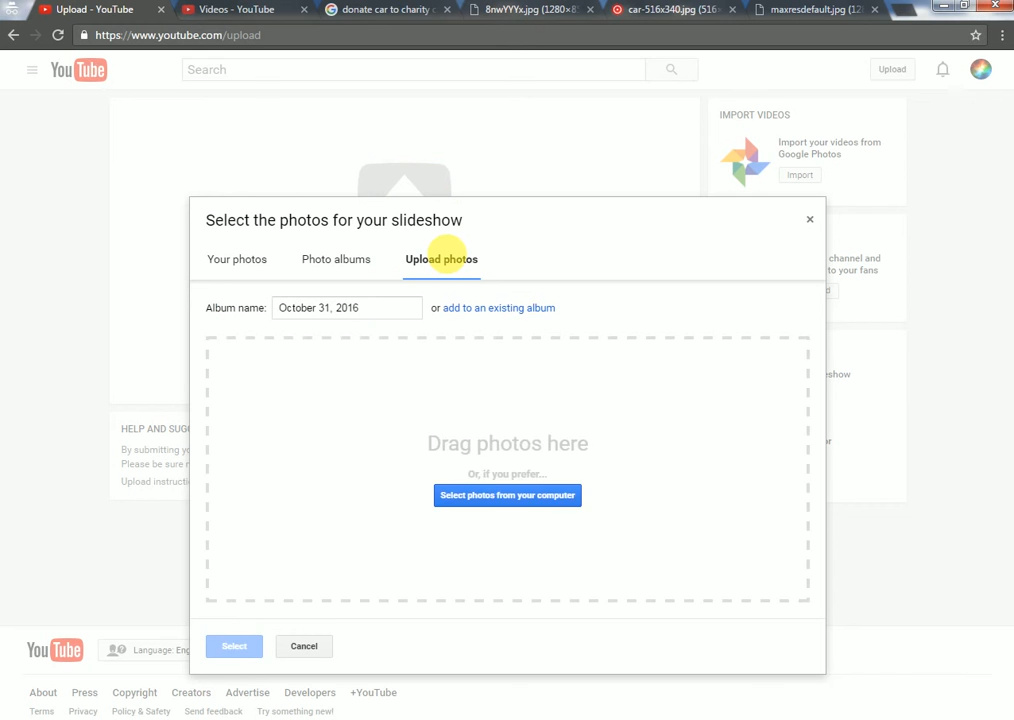 Upload - YouTube
Videos - YouTube
donate car to charity
8nwYYYx.jpg (1280×8
car-516x340.jpg (516×
maxresdefault.jpg (12
https://www.youtube.com/upload
YouTube
Search
Upload
IMPORT VIDEOS
Import your videos from
Google Photos
Import
channel and
to your fans
Select the photos for your slideshow
Your photos
Photo albums
Upload photos
Album name: October 31, 2016 or add to an existing album
Drag photos here
Or, if you prefer...
Select photos from your computer
Select
Cancel
HELP AND SUGG
By submitting yo
Please be sure n
Upload instructi
YouTube
Language: Eng
About Press Copyright Creators Advertise Developers +YouTube
Terms Privacy Policy & Safety Send feedback Try something new!